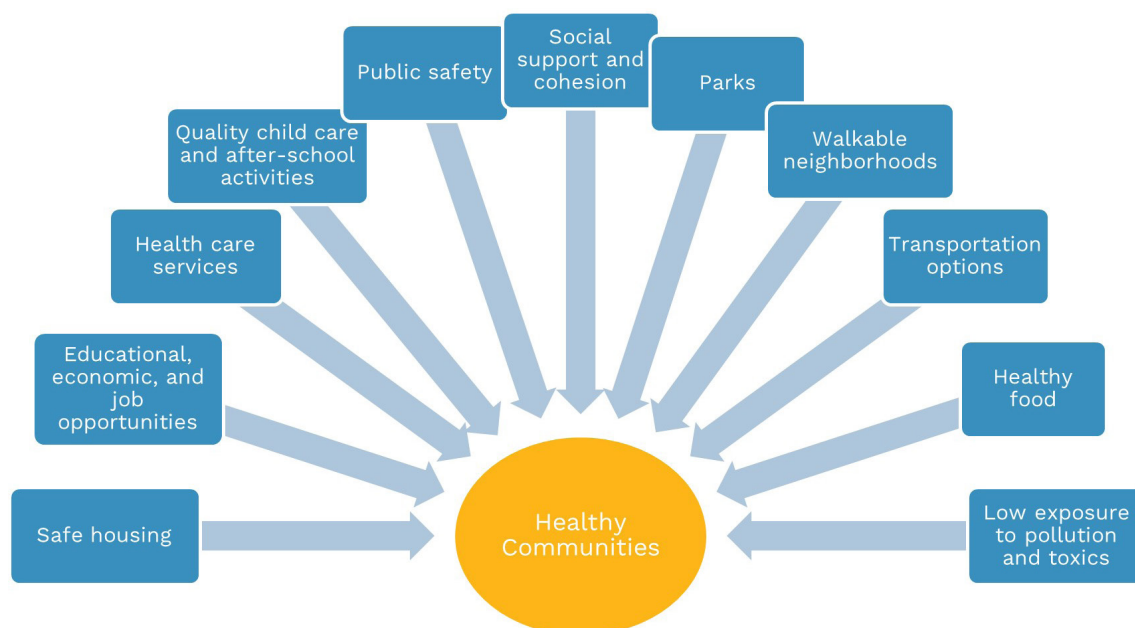 Social
support and
cohesion
Public safety
Parks
Quality child care
and after-school
activities
Walkable
neighborhoods
Health care
services
Transportation
options
Educational,
economic, and
job
opportunities
Healthy
food
Safe housing
Healthy
Communities
Low exposure
to pollution
and toxics